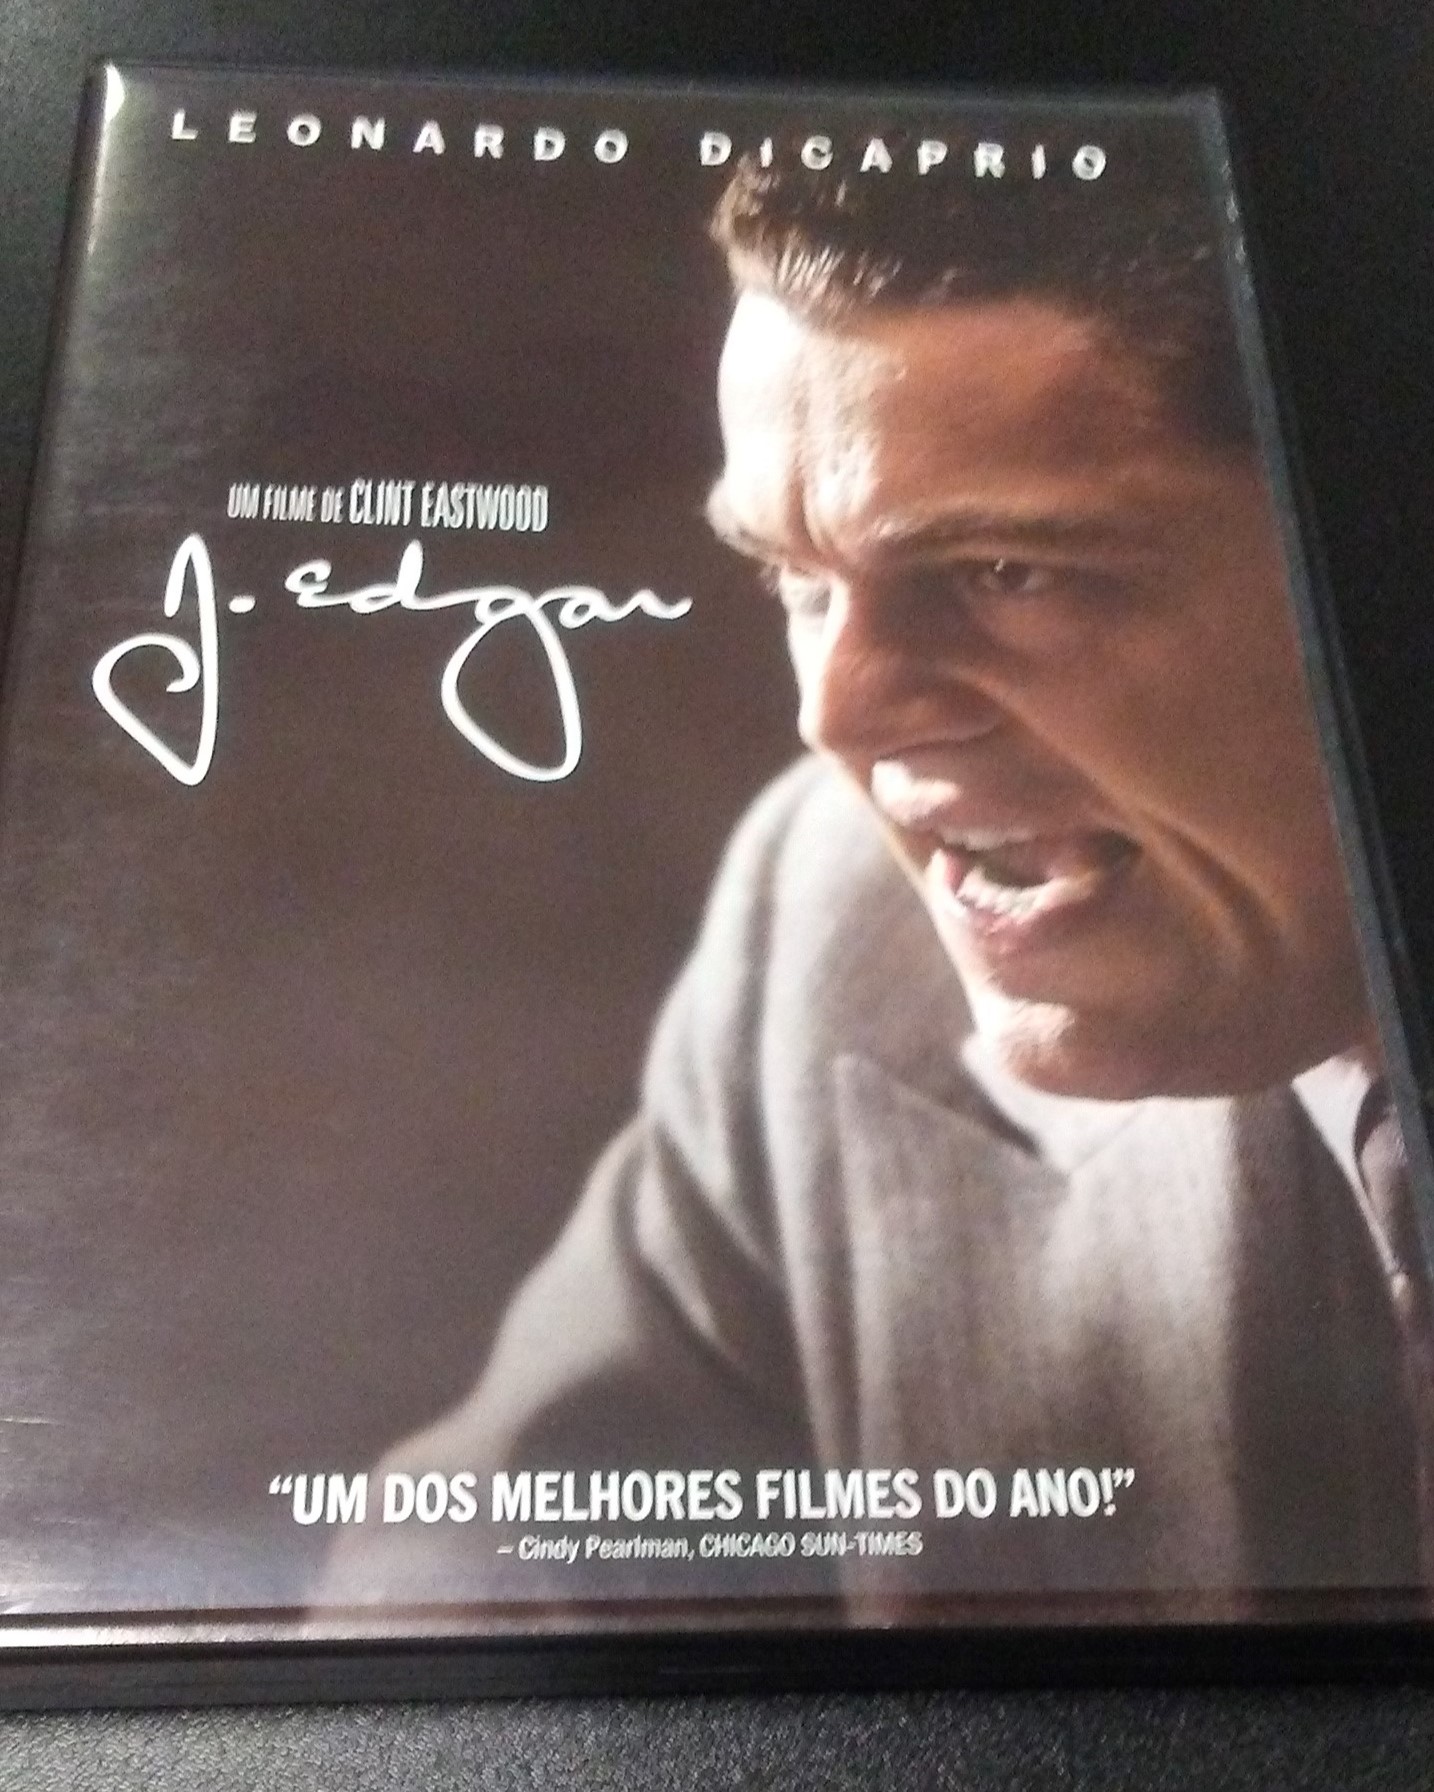 LEONARDO DICAPRIO
UM FILME DE CLINT EASTWOOD
J. Edgar
“UM DOS MELHORES FILMES DO ANO!”
– Cindy Pearlman, CHICAGO SUN-TIMES